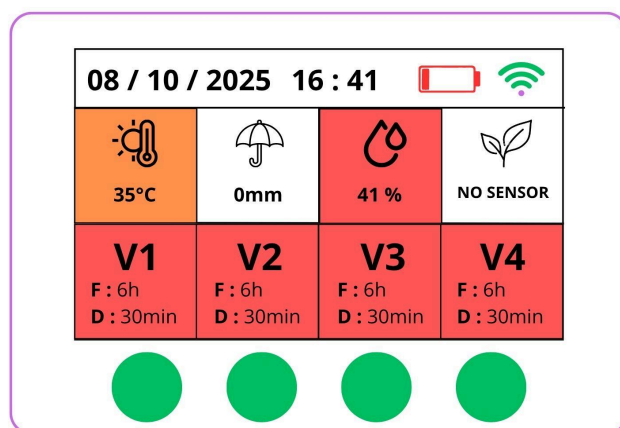 08 / 10 / 2025 16 : 41
35°C
0mm
41 %
NO SENSOR
V1
F : 6h
D : 30min
V2
F : 6h
D : 30min
V3
F : 6h
D : 30min
V4
F : 6h
D : 30min